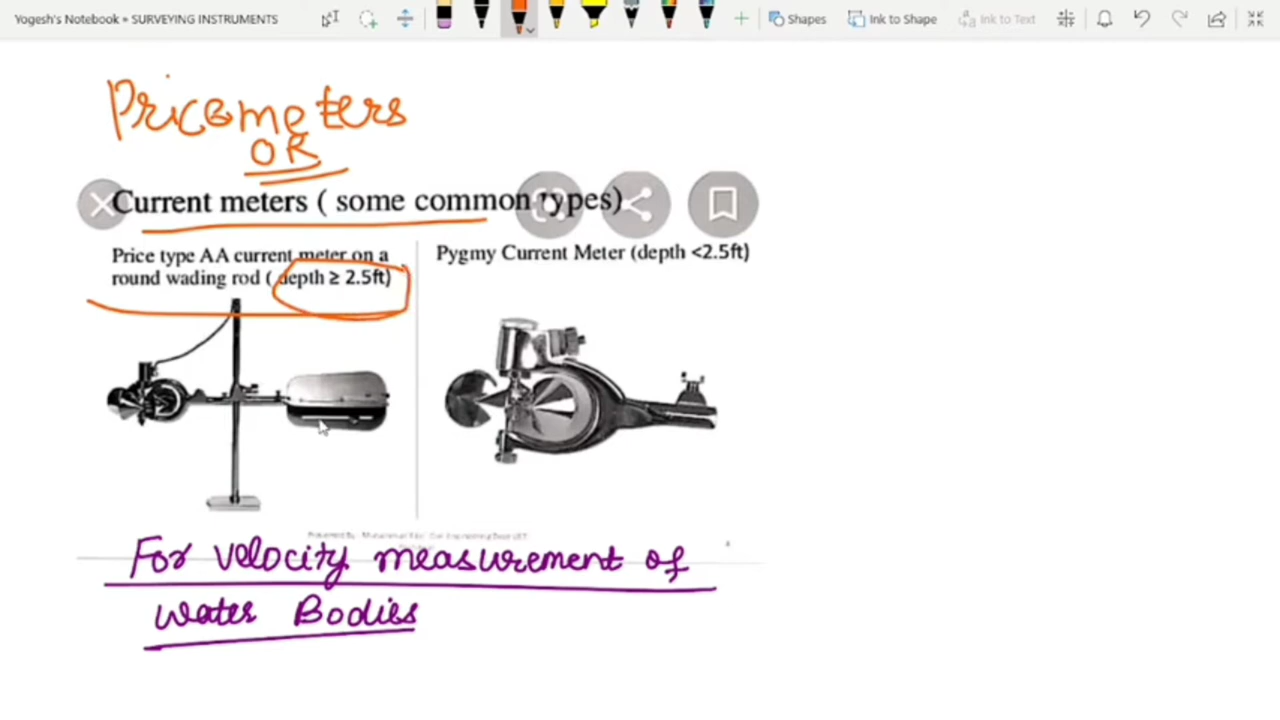 Yogesh's Notebook » SURVEYING INSTRUMENTS
Shapes
Ink to Shape
Ink to Text
Pricemeters
OR
Current meters ( some common types)
Price type AA current meter on a
round wading rod ( depth ≥ 2.5ft)
Pygmy Current Meter (depth <2.5ft)
For velocity measurement of
water Bodies